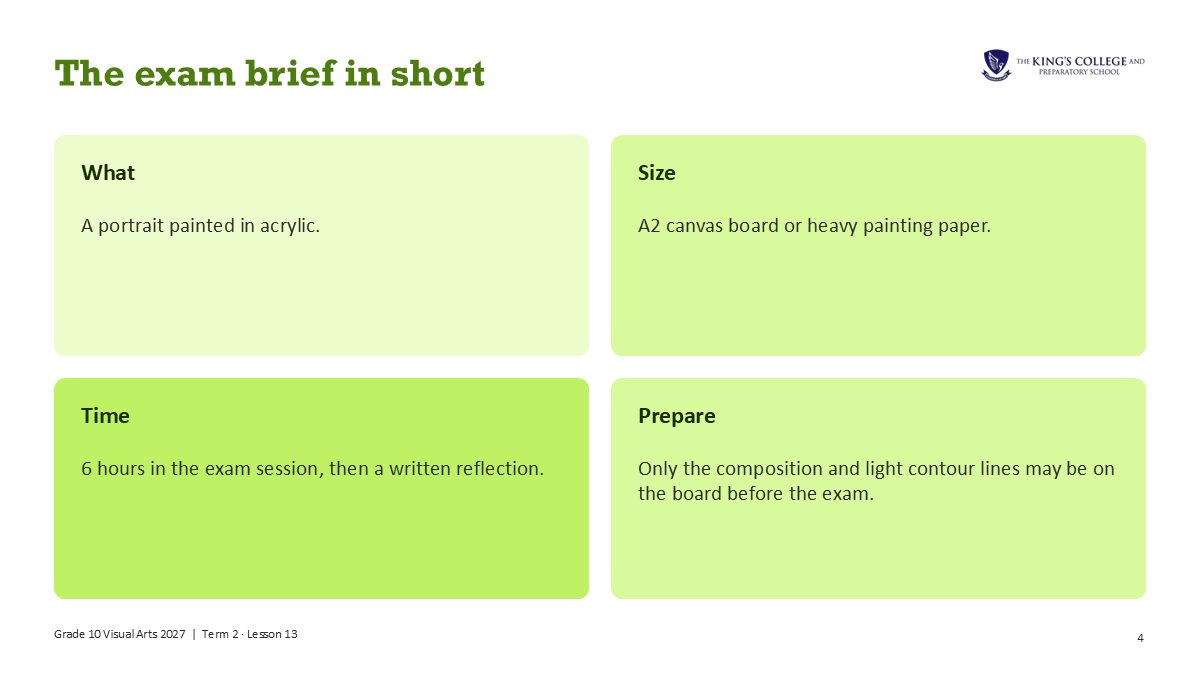 The exam brief in short
THE KING'S COLLEGE AND
PREPARATORY SCHOOL
What
A portrait painted in acrylic.
Size
A2 canvas board or heavy painting paper.
Time
6 hours in the exam session, then a written reflection.
Prepare
Only the composition and light contour lines may be on
the board before the exam.
Grade 10 Visual Arts 2027 | Term 2 · Lesson 13
4